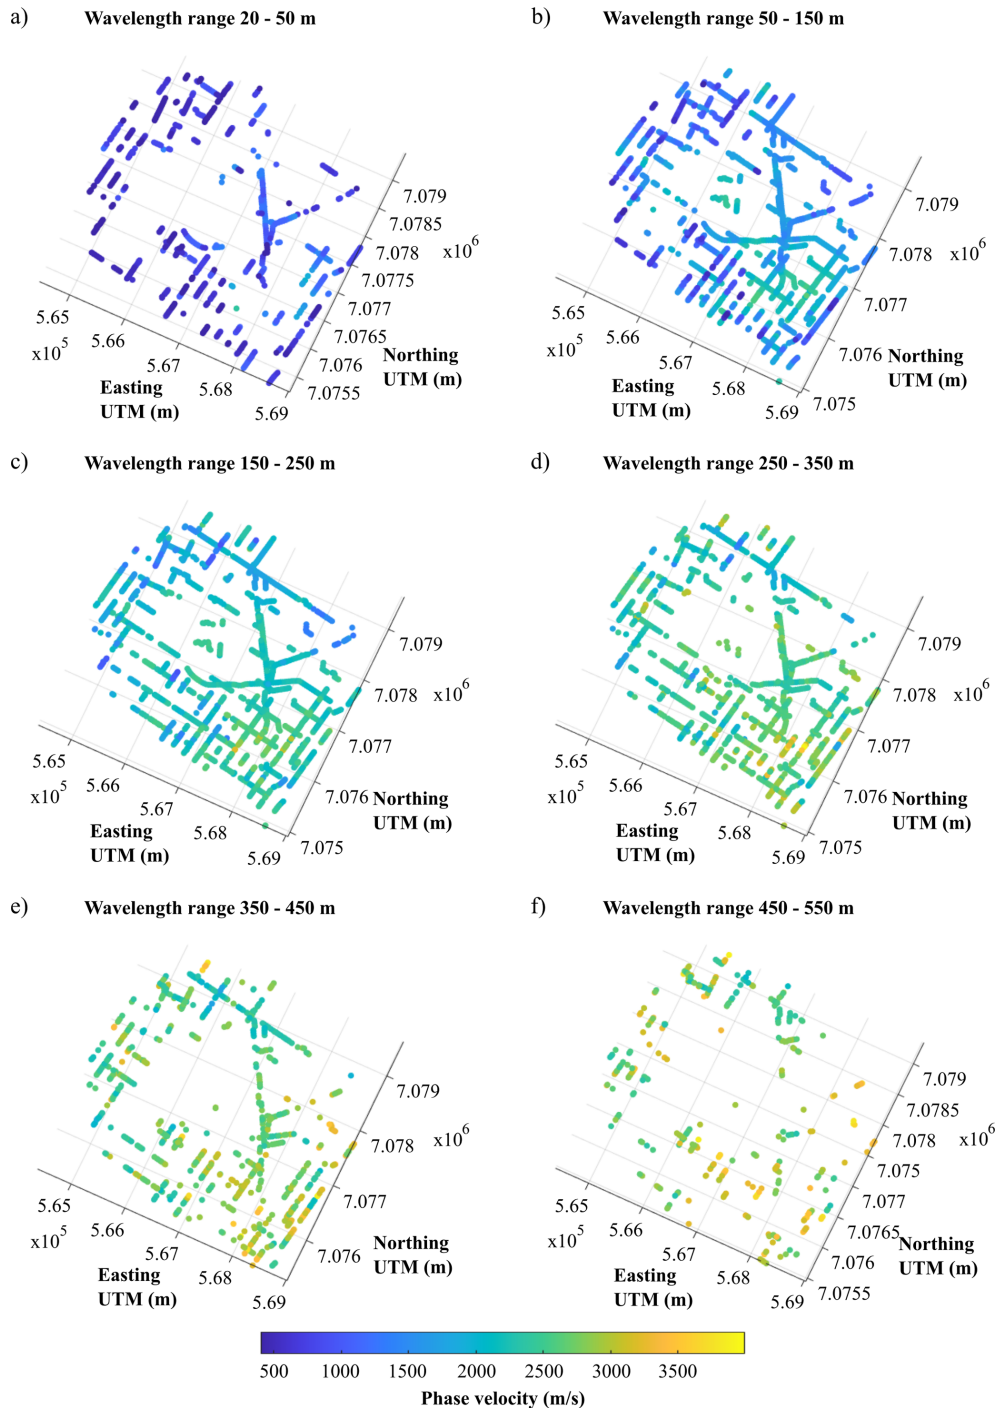 a) Wavelength range 20 - 50 m
b) Wavelength range 50 - 150 m
7.079
7.0785
7.078
x10^6
7.0775
7.077
7.0765
7.076
7.0755
5.65
x10^5
5.66
5.67
5.68
5.69
Easting
UTM (m)
Northing
UTM (m)
7.079
7.078
x10^6
7.077
7.076
7.075
5.65
x10^5
5.66
5.67
5.68
5.69
Easting
UTM (m)
Northing
UTM (m)
c) Wavelength range 150 - 250 m
d) Wavelength range 250 - 350 m
7.079
7.078
x10^6
7.077
7.076
7.075
5.65
x10^5
5.66
5.67
5.68
5.69
Easting
UTM (m)
Northing
UTM (m)
7.079
7.078
x10^6
7.077
7.076
7.075
5.65
x10^5
5.66
5.67
5.68
5.69
Easting
UTM (m)
Northing
UTM (m)
e) Wavelength range 350 - 450 m
f) Wavelength range 450 - 550 m
7.079
7.078
x10^6
7.077
7.076
5.65
x10^5
5.66
5.67
5.68
5.69
Easting
UTM (m)
Northing
UTM (m)
7.079
7.0785
7.078
x10^6
7.075
7.077
7.0765
7.076
7.0755
5.65
x10^5
5.66
5.67
5.68
5.69
Easting
UTM (m)
Northing
UTM (m)
500 1000 1500 2000 2500 3000 3500
Phase velocity (m/s)